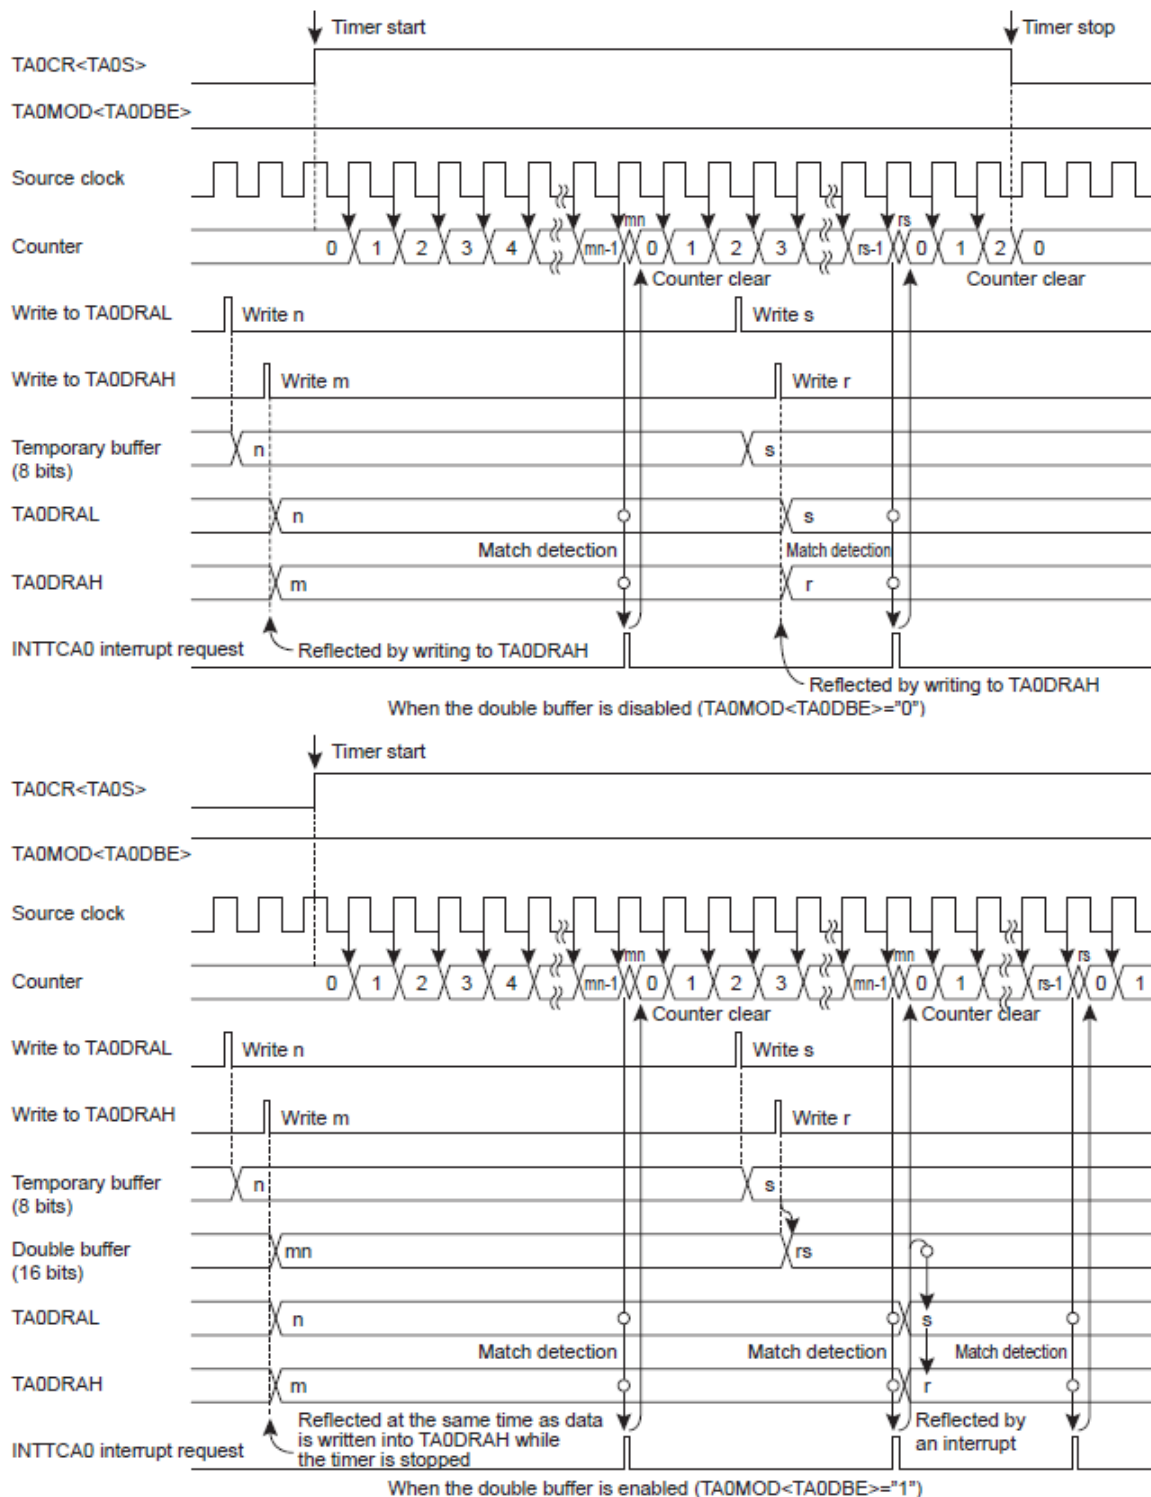 Timer start Timer stop
TA0CR<TA0S>
TA0MOD<TA0DBE>
Source clock
mn rs
Counter 0 1 2 3 4 mn-1 0 1 2 3 rs-1 0 1 2 0
Counter clear Counter clear
Write to TA0DRAL Write n Write s
Write to TA0DRAH Write m Write r
Temporary buffer n s
(8 bits)
TA0DRAL n s
Match detection Match detection
TA0DRAH m r
INTTCA0 interrupt request Reflected by writing to TA0DRAH
Reflected by writing to TA0DRAH
When the double buffer is disabled (TA0MOD<TA0DBE>="0")
Timer start
TA0CR<TA0S>
TA0MOD<TA0DBE>
Source clock
mn mn rs
Counter 0 1 2 3 4 mn-1 0 1 2 3 mn-1 0 1 rs-1 0 1
Counter clear Counter clear
Write to TA0DRAL Write n Write s
Write to TA0DRAH Write m Write r
Temporary buffer n s
(8 bits)
Double buffer mn rs
(16 bits)
TA0DRAL n s
Match detection Match detection Match detection
TA0DRAH m r
Reflected at the same time as data Reflected by
is written into TA0DRAH while an interrupt
INTTCA0 interrupt request the timer is stopped
When the double buffer is enabled (TA0MOD<TA0DBE>="1")